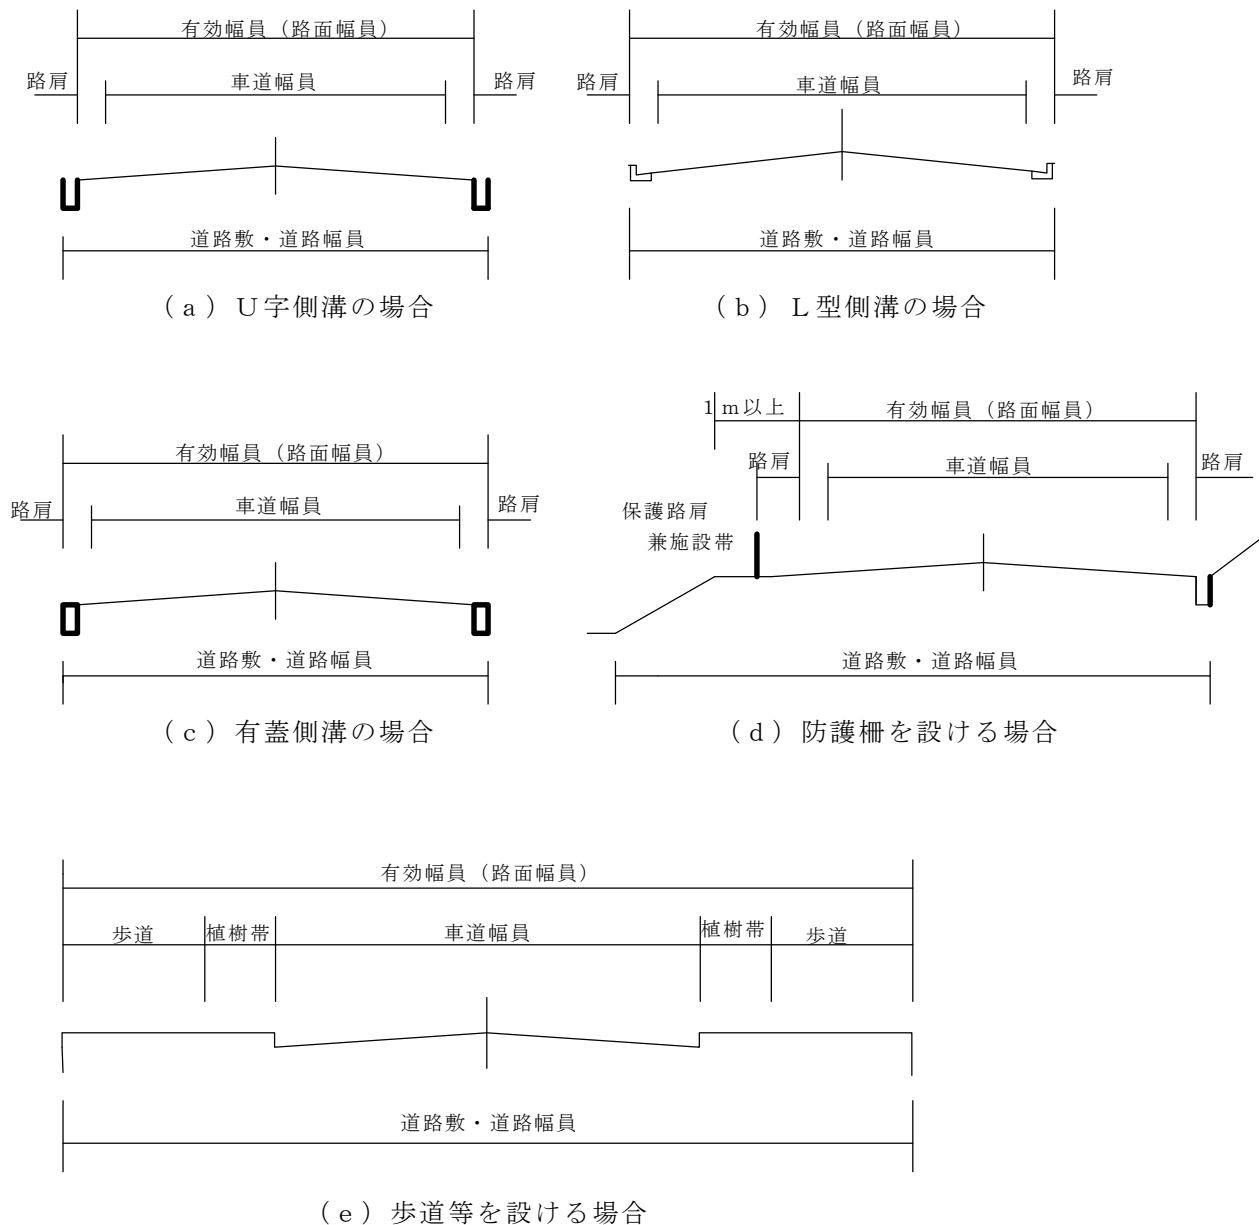 有効幅員（路面幅員）
路肩
車道幅員
路肩
道路敷・道路幅員
（ａ）Ｕ字側溝の場合
有効幅員（路面幅員）
路肩
車道幅員
路肩
道路敷・道路幅員
（ｂ）Ｌ型側溝の場合
有効幅員（路面幅員）
路肩
車道幅員
路肩
道路敷・道路幅員
（ｃ）有蓋側溝の場合
１ｍ以上
有効幅員（路面幅員）
路肩
車道幅員
路肩
保護路肩
兼施設帯
道路敷・道路幅員
（ｄ）防護柵を設ける場合
有効幅員（路面幅員）
歩道
植樹帯
車道幅員
植樹帯
歩道
道路敷・道路幅員
（ｅ）歩道等を設ける場合